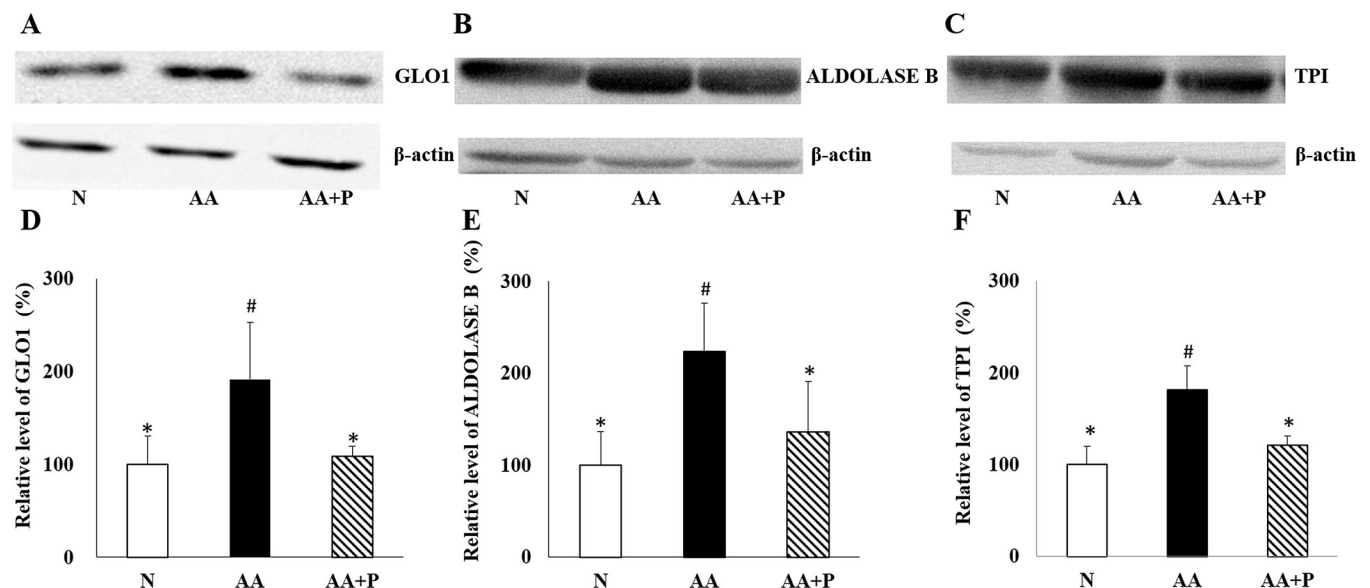 A
B
C
GLO1
ALDOLASE B
TPI
β-actin
β-actin
β-actin
N AA AA+P
N AA AA+P
N AA AA+P
D
E
F
Relative level of GLO1 (%)
300
200
100
0
*
#
*
N AA AA+P
Relative level of ALDOLASE B (%)
300
200
100
0
*
#
*
N AA AA+P
Relative level of TPI (%)
300
200
100
0
*
#
*
N AA AA+P